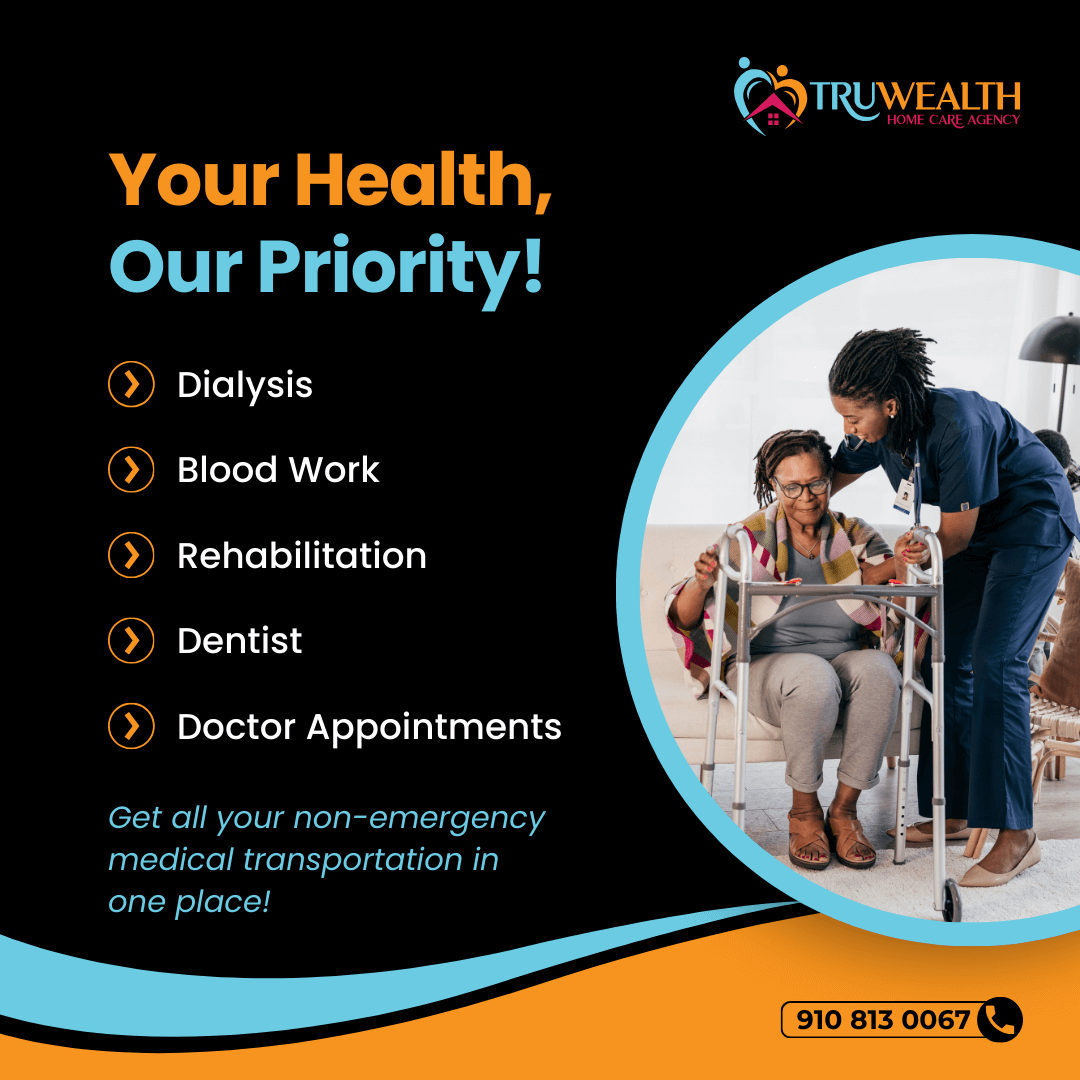 TRUWEALTH
HOME CARE AGENCY
Your Health,
Our Priority!
Dialysis
Blood Work
Rehabilitation
Dentist
Doctor Appointments
Get all your non-emergency
medical transportation in
one place!
910 813 0067